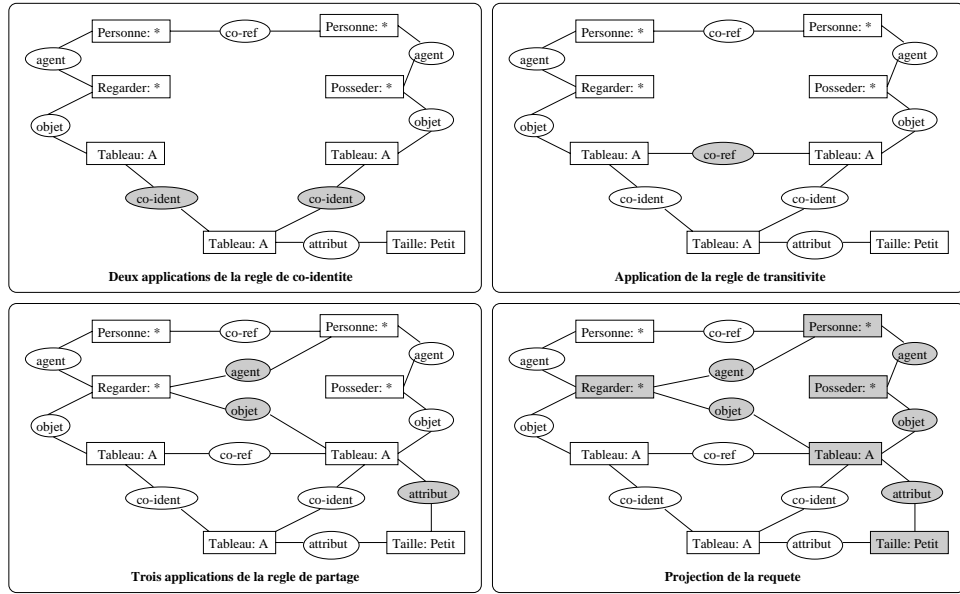 Personne: * co-ref Personne: *
agent agent
Regarder: * Posseder: *
objet objet
Tableau: A Tableau: A
co-ident co-ident
Tableau: A attribut Taille: Petit
Deux applications de la regle de co-identite
Personne: * co-ref Personne: *
agent agent
Regarder: * Posseder: *
objet objet
Tableau: A co-ref Tableau: A
co-ident co-ident
Tableau: A attribut Taille: Petit
Application de la regle de transitivite
Personne: * co-ref Personne: *
agent agent agent
Regarder: * Posseder: *
objet objet objet
Tableau: A co-ref Tableau: A
co-ident co-ident attribut
Tableau: A attribut Taille: Petit
Trois applications de la regle de partage
Personne: * co-ref Personne: *
agent agent agent
Regarder: * Posseder: *
objet objet objet
Tableau: A co-ref Tableau: A
co-ident co-ident attribut
Tableau: A attribut Taille: Petit
Projection de la requete